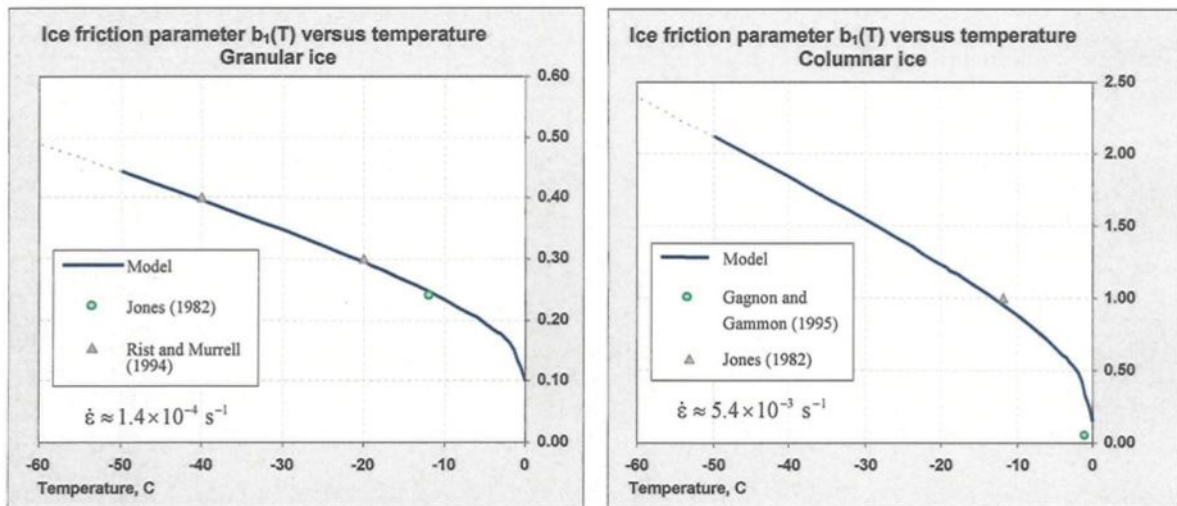 Ice friction parameter b₁(T) versus temperature
Granular ice
0.60
0.50
0.40
0.30
0.20
0.10
0.00
Model
Jones (1982)
Rist and Murrell
(1994)
ε̇ ≈ 1.4×10⁻⁴ s⁻¹
-60 -50 -40 -30 -20 -10 0
Temperature, C
Ice friction parameter b₁(T) versus temperature
Columnar ice
2.50
2.00
1.50
1.00
0.50
0.00
Model
Gagnon and
Gammon (1995)
Jones (1982)
ε̇ ≈ 5.4×10⁻³ s⁻¹
-60 -50 -40 -30 -20 -10 0
Temperature, C